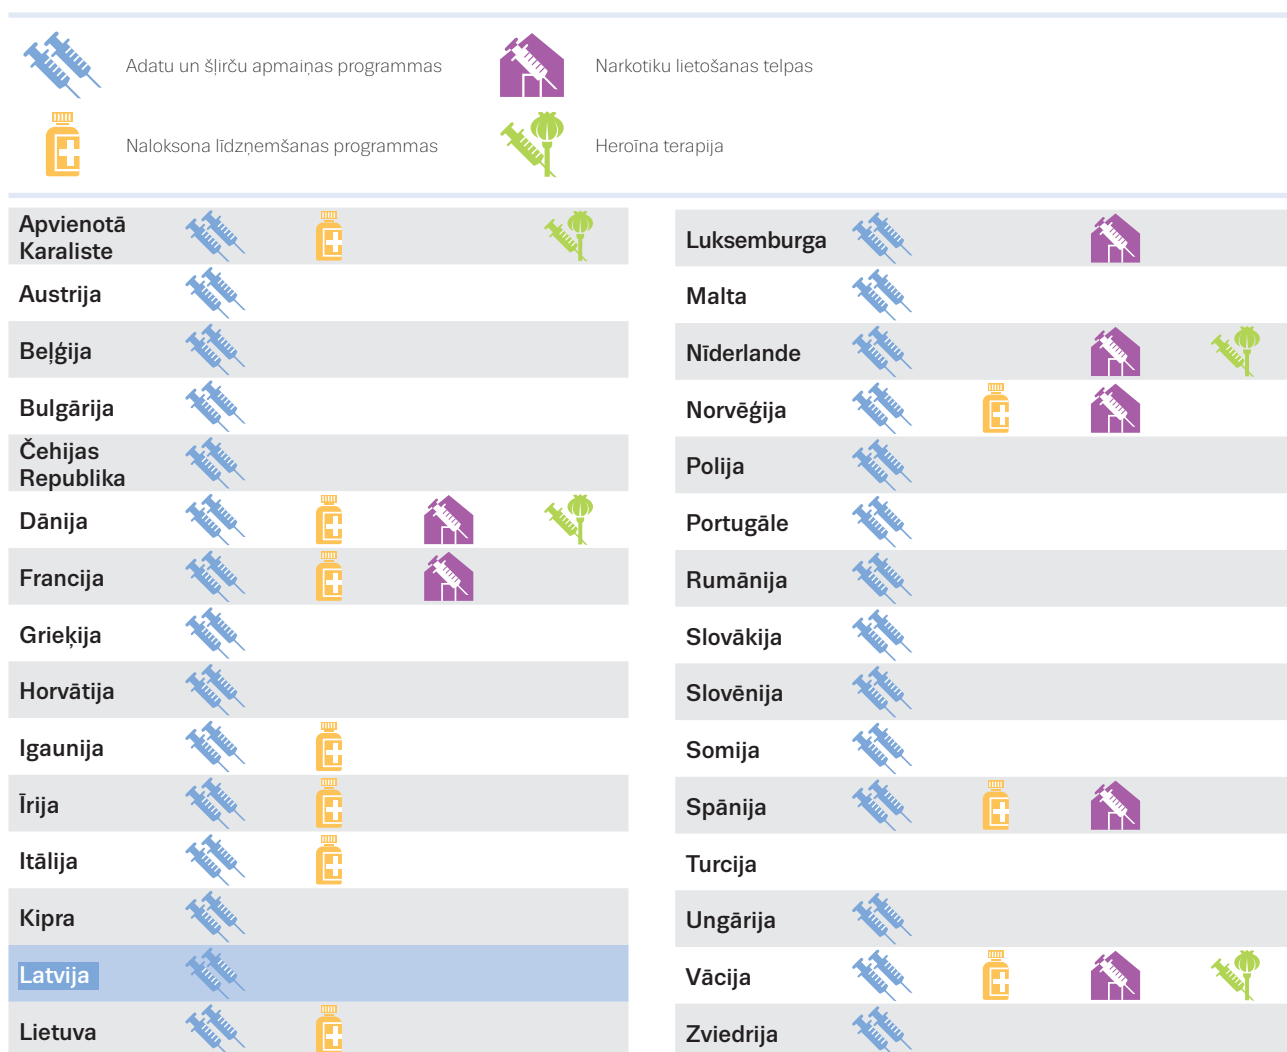 Adatu un šļirču apmaiņas programmas
Narkotiku lietošanas telpas
Naloksona līdzņemšanas programmas
Heroīna terapija
Apvienotā
Karaliste
Austrija
Beļģija
Bulgārija
Čehijas
Republika
Dānija
Francija
Grieķija
Horvātija
Igaunija
Īrija
Itālija
Kipra
Latvija
Lietuva
Luksemburga
Malta
Nīderlande
Norvēģija
Polija
Portugāle
Rumānija
Slovākija
Slovēnija
Somija
Spānija
Turcija
Ungārija
Vācija
Zviedrija